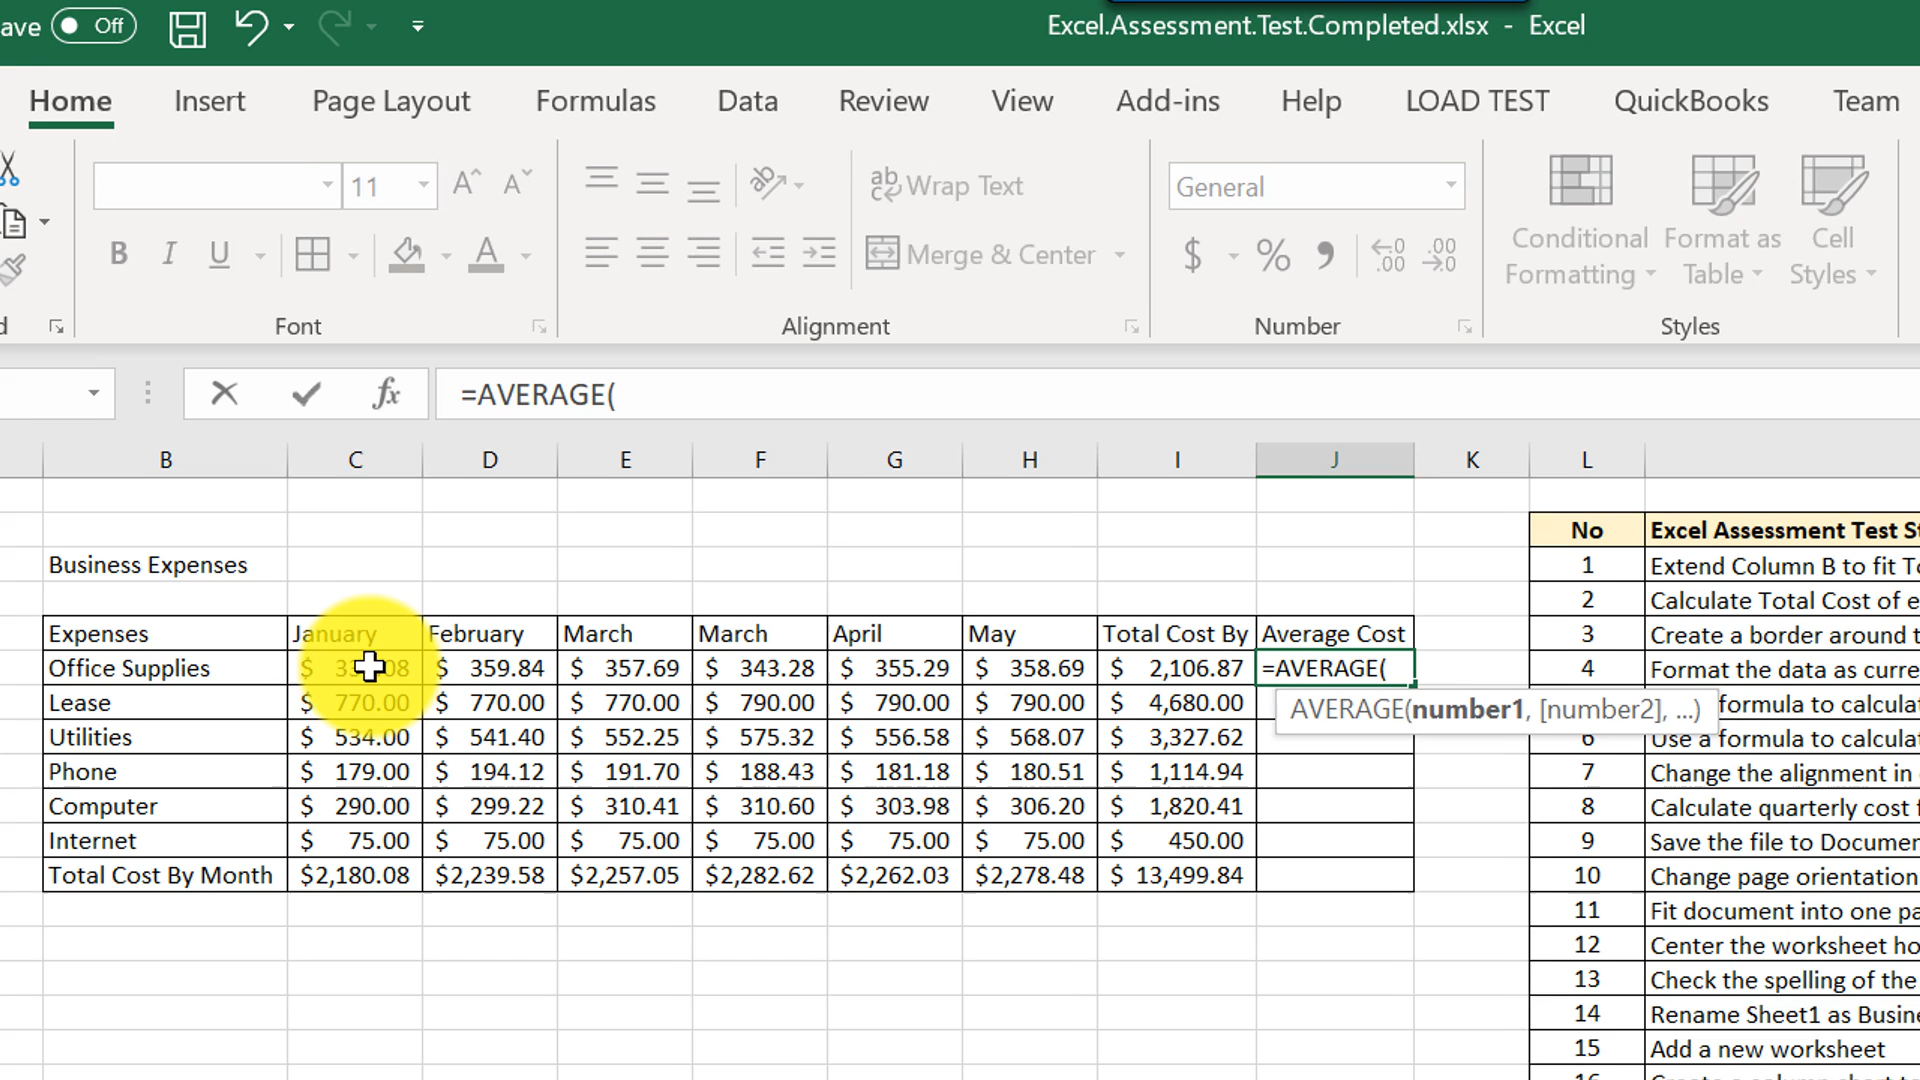 ave Off Excel.Assessment.Test.Completed.xlsx - Excel
Home Insert Page Layout Formulas Data Review View Add-ins Help LOAD TEST QuickBooks Team
11 A^ A˅ ab Wrap Text General Conditional Formatting Format as Table Cell Styles
B I U A Merge & Center $ % , .00 .00
d Font Alignment Number Styles
fx =AVERAGE(
B C D E F G H I J K L
No Excel Assessment Test St
Business Expenses 1 Extend Column B to fit To
2 Calculate Total Cost of e
Expenses January February March March April May Total Cost By Average Cost 3 Create a border around t
Office Supplies $ $ 359.84 $ 357.69 $ 343.28 $ 355.29 $ 358.69 $ 2,106.87 =AVERAGE( 4 Format the data as curre
Lease $ 770.00 $ 770.00 $ 770.00 $ 790.00 $ 790.00 $ 790.00 $ 4,680.00 AVERAGE(number1, [number2], ...) formula to calculat
Utilities $ 534.00 $ 541.40 $ 552.25 $ 575.32 $ 556.58 $ 568.07 $ 3,327.62 6 Use a formula to calculat
Phone $ 179.00 $ 194.12 $ 191.70 $ 188.43 $ 181.18 $ 180.51 $ 1,114.94 7 Change the alignment in
Computer $ 290.00 $ 299.22 $ 310.41 $ 310.60 $ 303.98 $ 306.20 $ 1,820.41 8 Calculate quarterly cost f
Internet $ 75.00 $ 75.00 $ 75.00 $ 75.00 $ 75.00 $ 75.00 $ 450.00 9 Save the file to Documen
Total Cost By Month $2,180.08 $2,239.58 $2,257.05 $2,282.62 $2,262.03 $2,278.48 $ 13,499.84 10 Change page orientation
11 Fit document into one pa
12 Center the worksheet ho
13 Check the spelling of the
14 Rename Sheet1 as Busine
15 Add a new worksheet